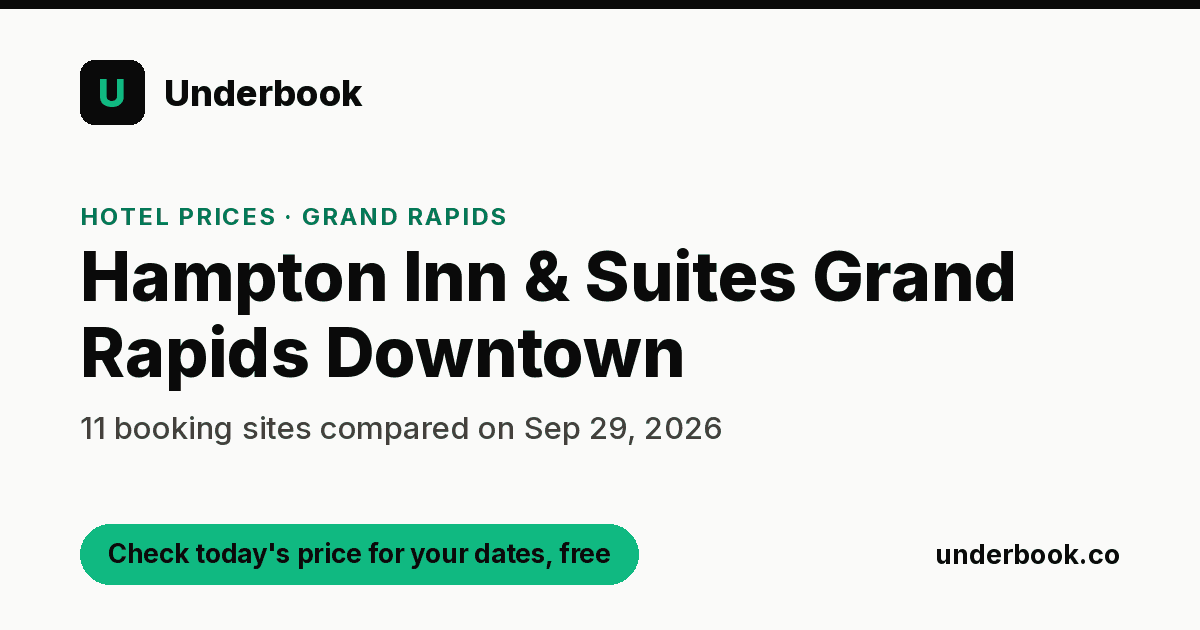 U Underbook
HOTEL PRICES · GRAND RAPIDS
Hampton Inn & Suites Grand
Rapids Downtown
11 booking sites compared on Sep 29, 2026
Check today's price for your dates, free
underbook.co